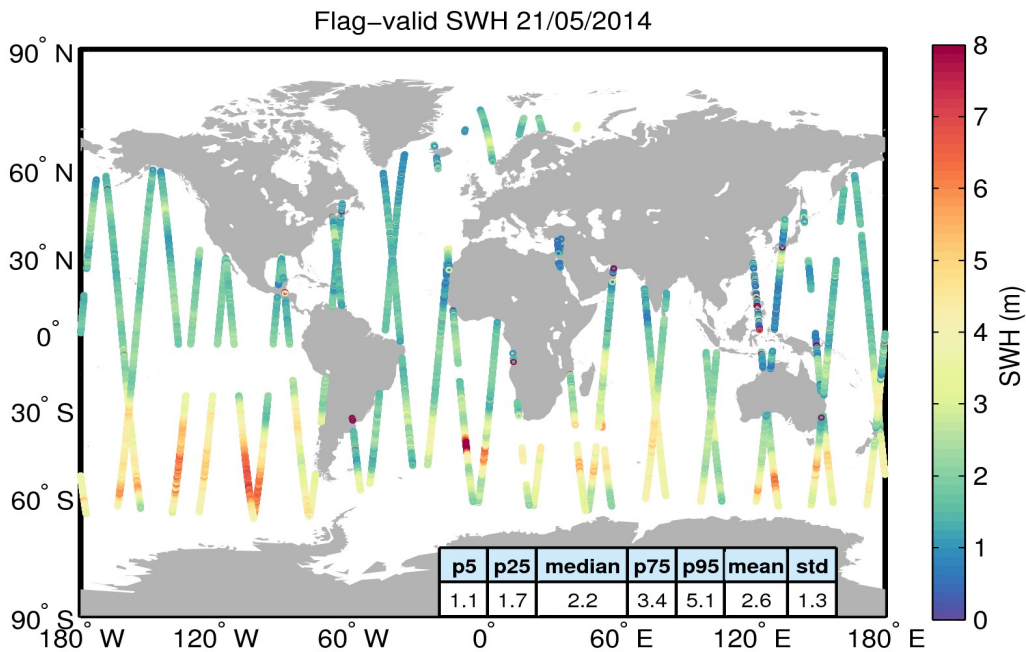 Flag−valid SWH 21/05/2014
90° N
60° N
30° N
0°
30° S
60° S
90° S
180° W
120° W
60° W
0°
60° E
120° E
180° E
p5 p25 median p75 p95 mean std
1.1 1.7 2.2 3.4 5.1 2.6 1.3
8
7
6
5
4
3
2
1
0
SWH (m)